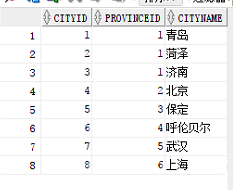 CITYID PROVINCEID CITYNAME
1 1 1 青岛
2 2 1 菏泽
3 3 1 济南
4 4 2 北京
5 5 3 保定
6 6 4 呼伦贝尔
7 7 5 武汉
8 8 6 上海